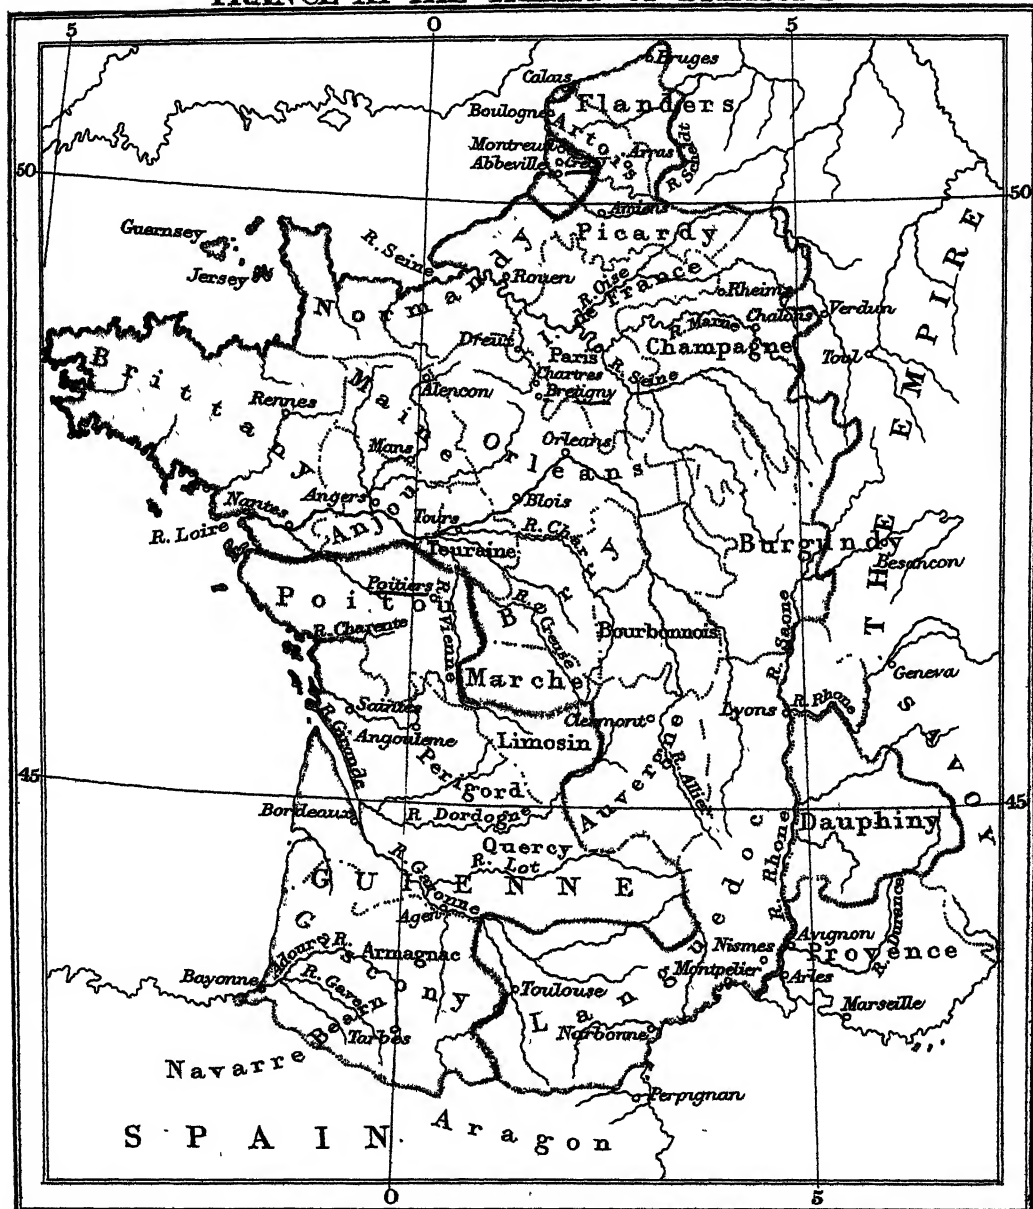 5 0 5
Bruges
Calais
Flanders
Boulogne
Artois
Montreuil
Arras
R. Scheldt
Abbeville
50 50
Amiens
Picardy
Guernsey
Jersey
R. Seine
Rouen
Normandy
R. Oise
I. de France
Rheims
R. Marne
Chalons
Verdun
Champagne
Toul
THE EMPIRE
Dreux
Paris
Chartres
R. Seine
Bretigny
Brittany
Rennes
Maine
Alencon
Mans
Orleans
Orleans
Blois
Nantes
Angers
Anjou
Tours
R. Loire
Touraine
R. Cher
Burgundy
Besancon
Poitou
Poitiers
R. Vienne
R. Creuse
Berry
Bourbonnois
R. Saone
R. Charente
Marche
Geneva
Lyons
R. Rhone
SAVOY
Saintes
Angouleme
Clermont
Limosin
R. Gironde
Perigord
Auvergne
R. Allier
45 45
Bordeaux
R. Dordogne
Dauphiny
Quercy
R. Garonne
R. Lot
R. Rhone
GUIENNE
Agen
Gascony
Adour R.
Armagnac
Languedoc
Nismes
Avignon
R. Durance
Provence
Bayonne
R. Gavern
Toulouse
Montpelier
Arles
Marseille
Bearn
Tarbes
Narbonne
Navarre
Perpignan
SPAIN
Aragon
0 5